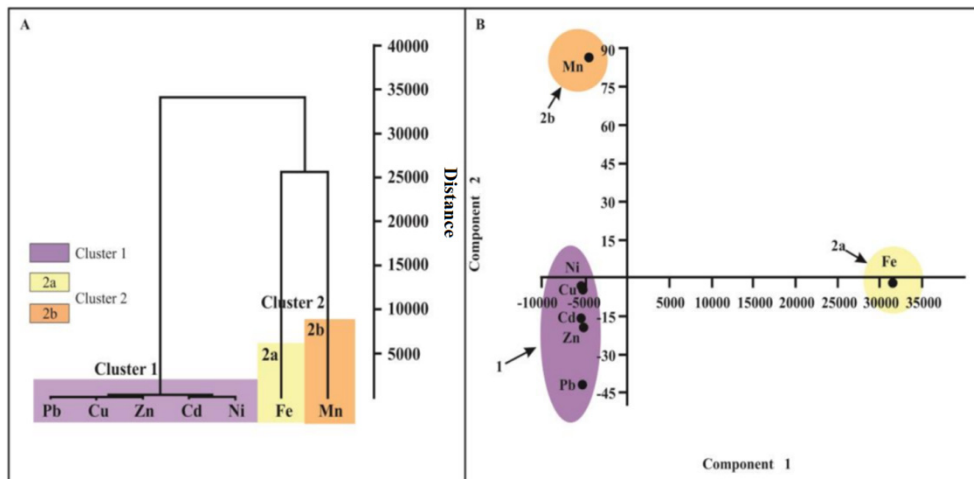 A
40000
35000
30000
25000
20000
15000
10000
5000
Distance
Cluster 1
2a
Cluster 2
2b
Cluster 2
2b
2a
Cluster 1
Pb Cu Zn Cd Ni Fe Mn
B
90
75
60
45
30
15
-15
-30
-45
Component 2
Mn
2b
2a
Fe
Ni
Cu
-10000 -5000 5000 10000 15000 20000 25000 30000 35000
Cd
Zn
1
Pb
Component 1